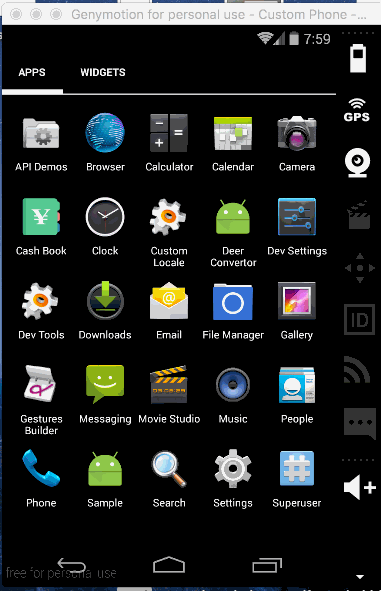 Genymotion for personal use - Custom Phone -...
7:59
APPS WIDGETS
GPS
API Demos Browser Calculator Calendar Camera
Cash Book Clock Custom Locale Deer Convertor Dev Settings
Dev Tools Downloads Email File Manager Gallery
ID
Gestures Builder Messaging Movie Studio Music People
Phone Sample Search Settings Superuser
free for personal use